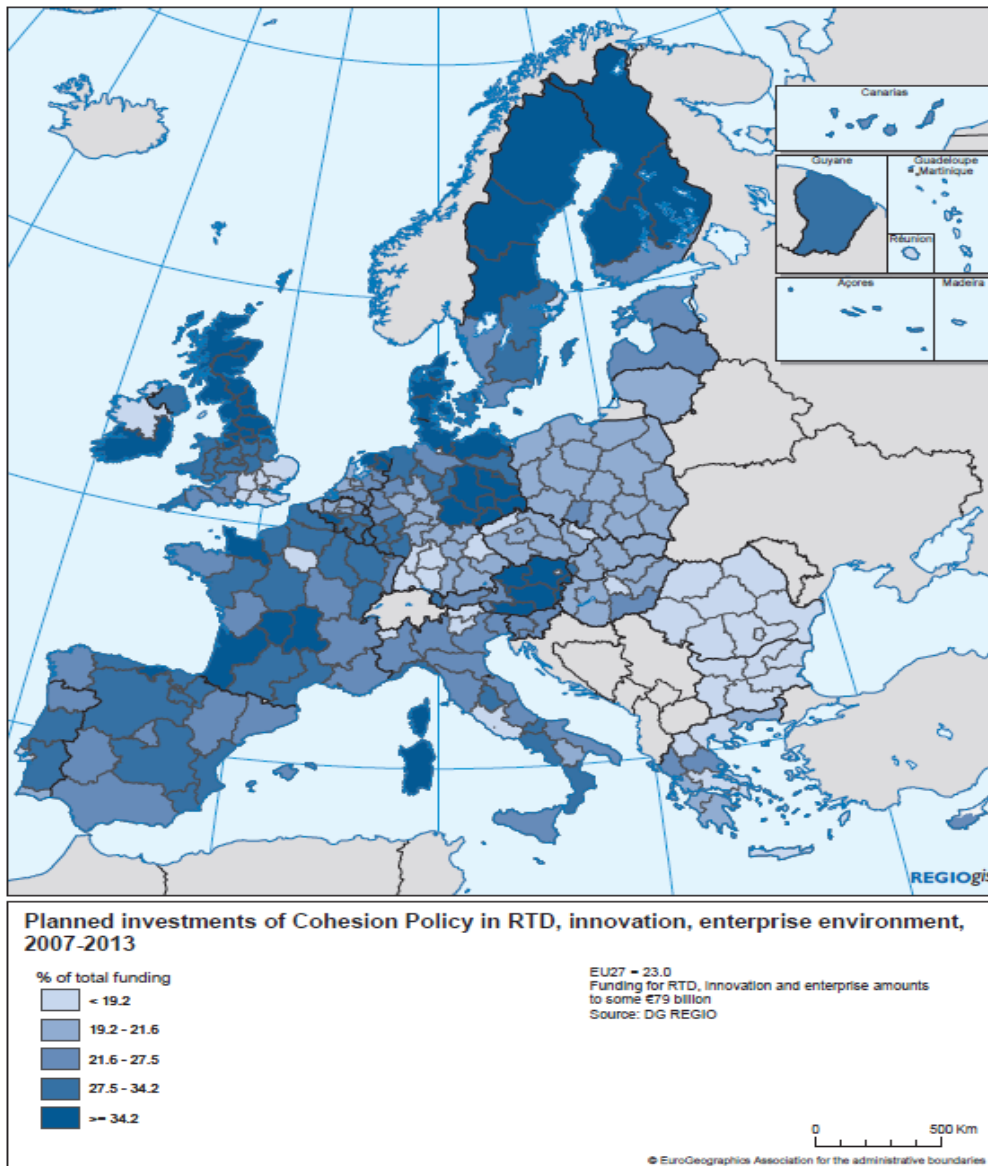 Canarias
Guyane
Guadeloupe
Martinique
Réunion
Açores
Madeira
REGIOgis
Planned investments of Cohesion Policy in RTD, innovation, enterprise environment,
2007-2013
% of total funding
< 19.2
19.2 - 21.6
21.6 - 27.5
27.5 - 34.2
>= 34.2
EU27 = 23.0
Funding for RTD, innovation and enterprise amounts
to some €79 billion
Source: DG REGIO
0 500 Km
© EuroGeographics Association for the administrative boundaries